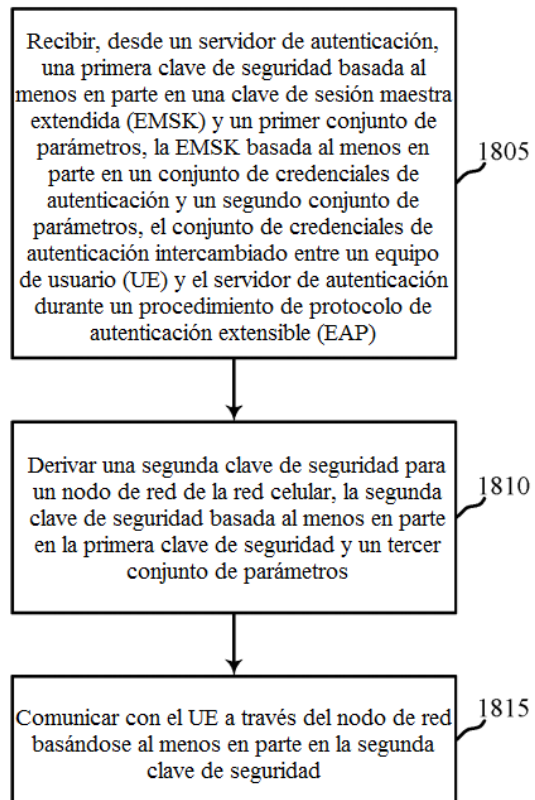 Recibir, desde un servidor de autenticación,
una primera clave de seguridad basada al
menos en parte en una clave de sesión maestra
extendida (EMSK) y un primer conjunto de
parámetros, la EMSK basada al menos en
parte en un conjunto de credenciales de
autenticación y un segundo conjunto de
parámetros, el conjunto de credenciales de
autenticación intercambiado entre un equipo
de usuario (UE) y el servidor de autenticación
durante un procedimiento de protocolo de
autenticación extensible (EAP)
1805
Derivar una segunda clave de seguridad para
un nodo de red de la red celular, la segunda
clave de seguridad basada al menos en parte
en la primera clave de seguridad y un tercer
conjunto de parámetros
1810
Comunicar con el UE a través del nodo de red
basándose al menos en parte en la segunda
clave de seguridad
1815